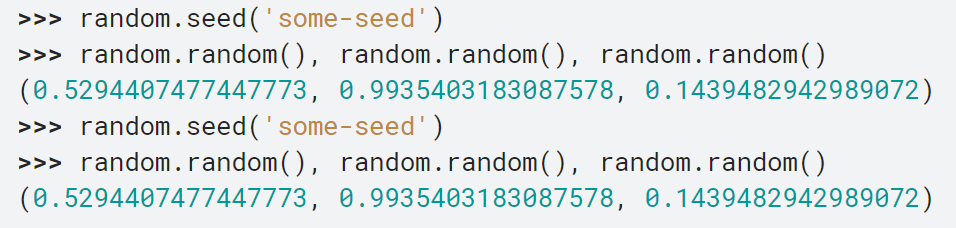 >>> random.seed('some-seed')
>>> random.random(), random.random(), random.random()
(0.5294407477447773, 0.9935403183087578, 0.1439482942989072)
>>> random.seed('some-seed')
>>> random.random(), random.random(), random.random()
(0.5294407477447773, 0.9935403183087578, 0.1439482942989072)